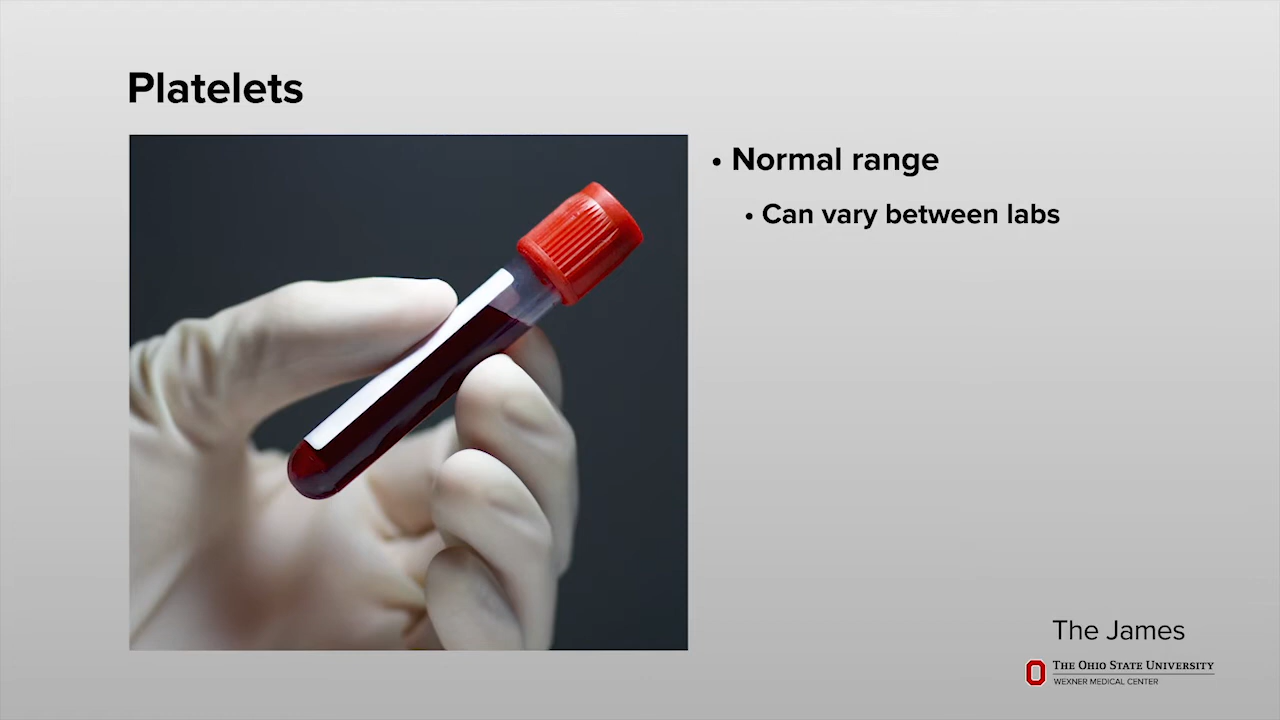 Platelets
• Normal range
• Can vary between labs
The James
THE OHIO STATE UNIVERSITY
WEXNER MEDICAL CENTER